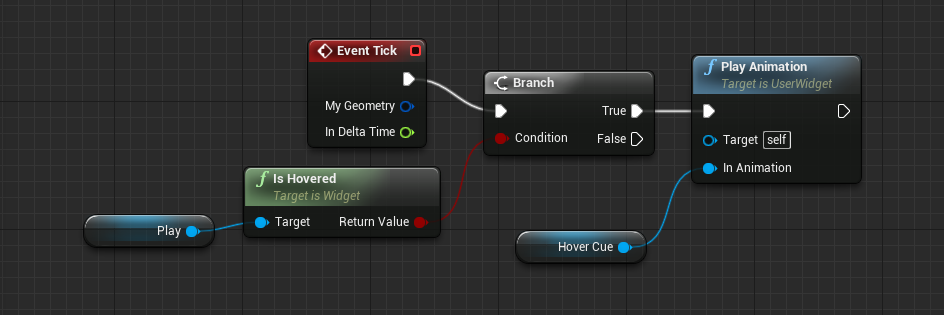 Event Tick
My Geometry
In Delta Time
Branch
True
Condition
False
f Play Animation
Target is UserWidget
Target self
In Animation
f Is Hovered
Target is Widget
Target Return Value
Play
Hover Cue